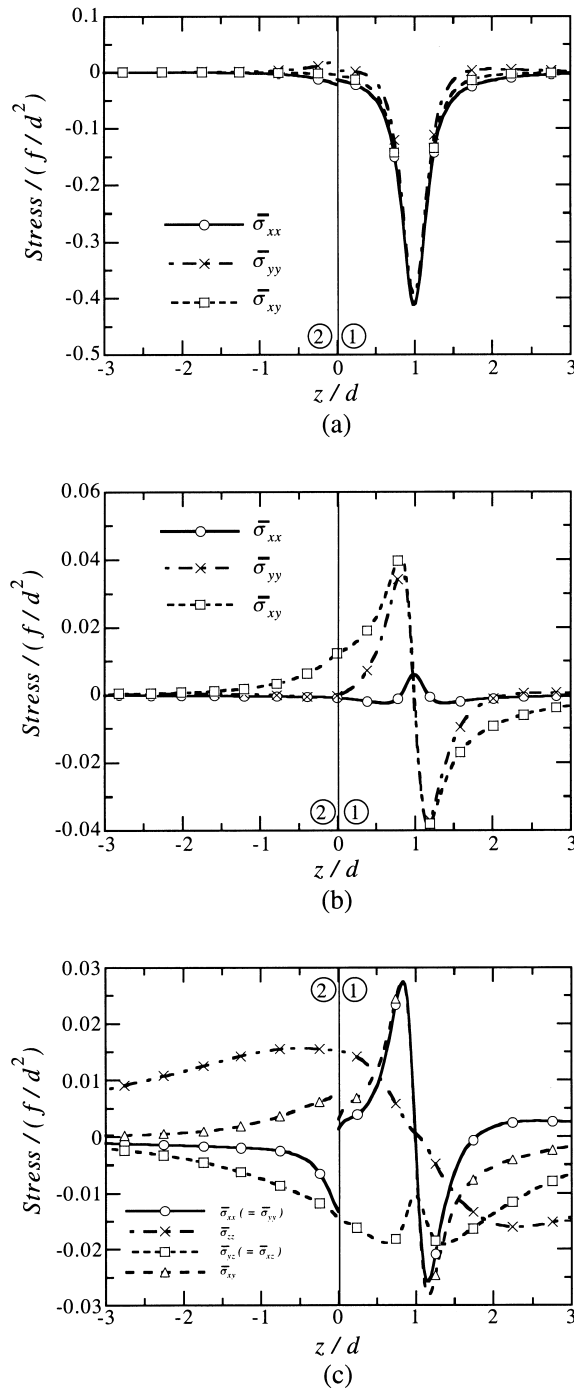 0.1
0
-0.1
-0.2
-0.3
-0.4
-0.5
Stress / ( f / d² )
σ̄xx
σ̄yy
σ̄xy
② ①
-3 -2 -1 0 1 2 3
z / d
(a)
0.06
0.04
0.02
0
-0.02
-0.04
Stress / r ( f / d² )
σ̄xx
σ̄yy
σ̄xy
② ①
-3 -2 -1 0 1 2 3
z / d
(b)
0.03
0.02
0.01
0
-0.01
-0.02
-0.03
Stress / ( f / d² )
② ①
σ̄xx ( = σ̄yy )
σ̄zz
σ̄yz ( = σ̄xz )
σ̄xy
-3 -2 -1 0 1 2 3
z / d
(c)